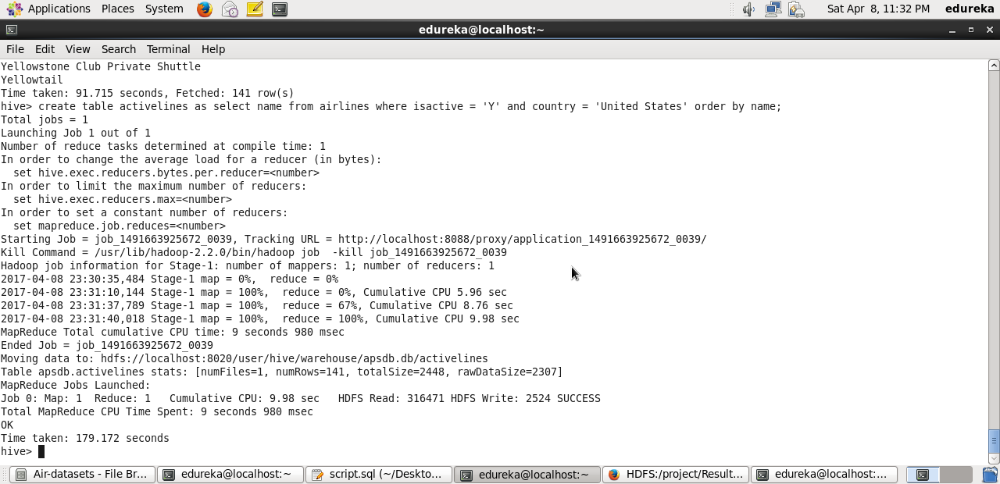 Applications Places System Sat Apr 8, 11:32 PM edureka
edureka@localhost:~
File Edit View Search Terminal Help
Yellowstone Club Private Shuttle
Yellowtail
Time taken: 91.715 seconds, Fetched: 141 row(s)
hive> create table activelines as select name from airlines where isactive = 'Y' and country = 'United States' order by name;
Total jobs = 1
Launching Job 1 out of 1
Number of reduce tasks determined at compile time: 1
In order to change the average load for a reducer (in bytes):
  set hive.exec.reducers.bytes.per.reducer=<number>
In order to limit the maximum number of reducers:
  set hive.exec.reducers.max=<number>
In order to set a constant number of reducers:
  set mapreduce.job.reduces=<number>
Starting Job = job_1491663925672_0039, Tracking URL = http://localhost:8088/proxy/application_1491663925672_0039/
Kill Command = /usr/lib/hadoop-2.2.0/bin/hadoop job  -kill job_1491663925672_0039
Hadoop job information for Stage-1: number of mappers: 1; number of reducers: 1
2017-04-08 23:30:35,484 Stage-1 map = 0%,  reduce = 0%
2017-04-08 23:31:10,144 Stage-1 map = 100%,  reduce = 0%, Cumulative CPU 5.96 sec
2017-04-08 23:31:37,789 Stage-1 map = 100%,  reduce = 67%, Cumulative CPU 8.76 sec
2017-04-08 23:31:40,018 Stage-1 map = 100%,  reduce = 100%, Cumulative CPU 9.98 sec
MapReduce Total cumulative CPU time: 9 seconds 980 msec
Ended Job = job_1491663925672_0039
Moving data to: hdfs://localhost:8020/user/hive/warehouse/apsdb.db/activelines
Table apsdb.activelines stats: [numFiles=1, numRows=141, totalSize=2448, rawDataSize=2307]
MapReduce Jobs Launched:
Job 0: Map: 1  Reduce: 1   Cumulative CPU: 9.98 sec   HDFS Read: 316471 HDFS Write: 2524 SUCCESS
Total MapReduce CPU Time Spent: 9 seconds 980 msec
OK
Time taken: 179.172 seconds
hive>
Air-datasets - File Br... edureka@localhost:~ script.sql (~/Deskto... edureka@localhost:~ HDFS:/project/Result... edureka@localhost:...